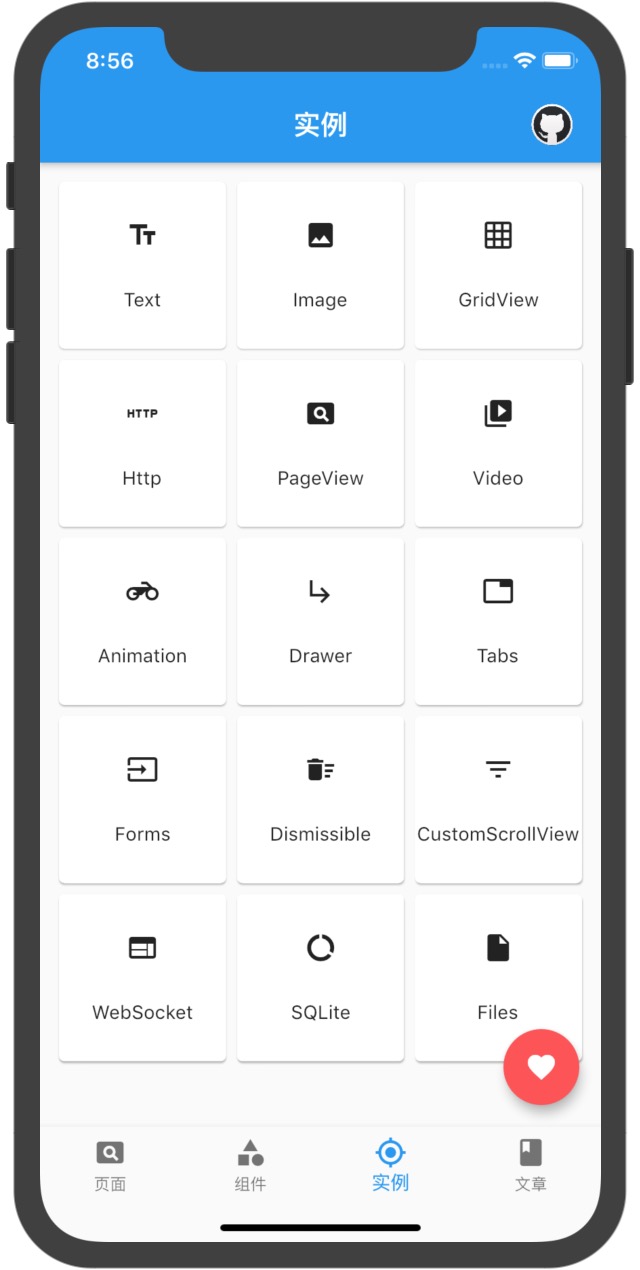 8:56
实例
Text
Image
GridView
HTTP
Http
PageView
Video
Animation
Drawer
Tabs
Forms
Dismissible
CustomScrollView
WebSocket
SQLite
Files
页面
组件
实例
文章